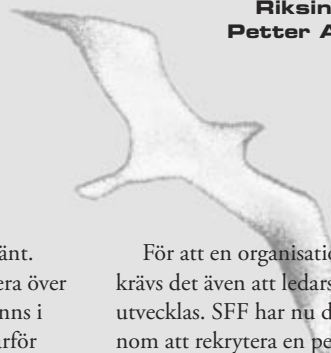 Riksin
Petter A
änt.
era över
nns i
arför
För att en organisatio
krävs det även att ledars
utvecklas. SFF har nu d
nom att rekrytera en pe